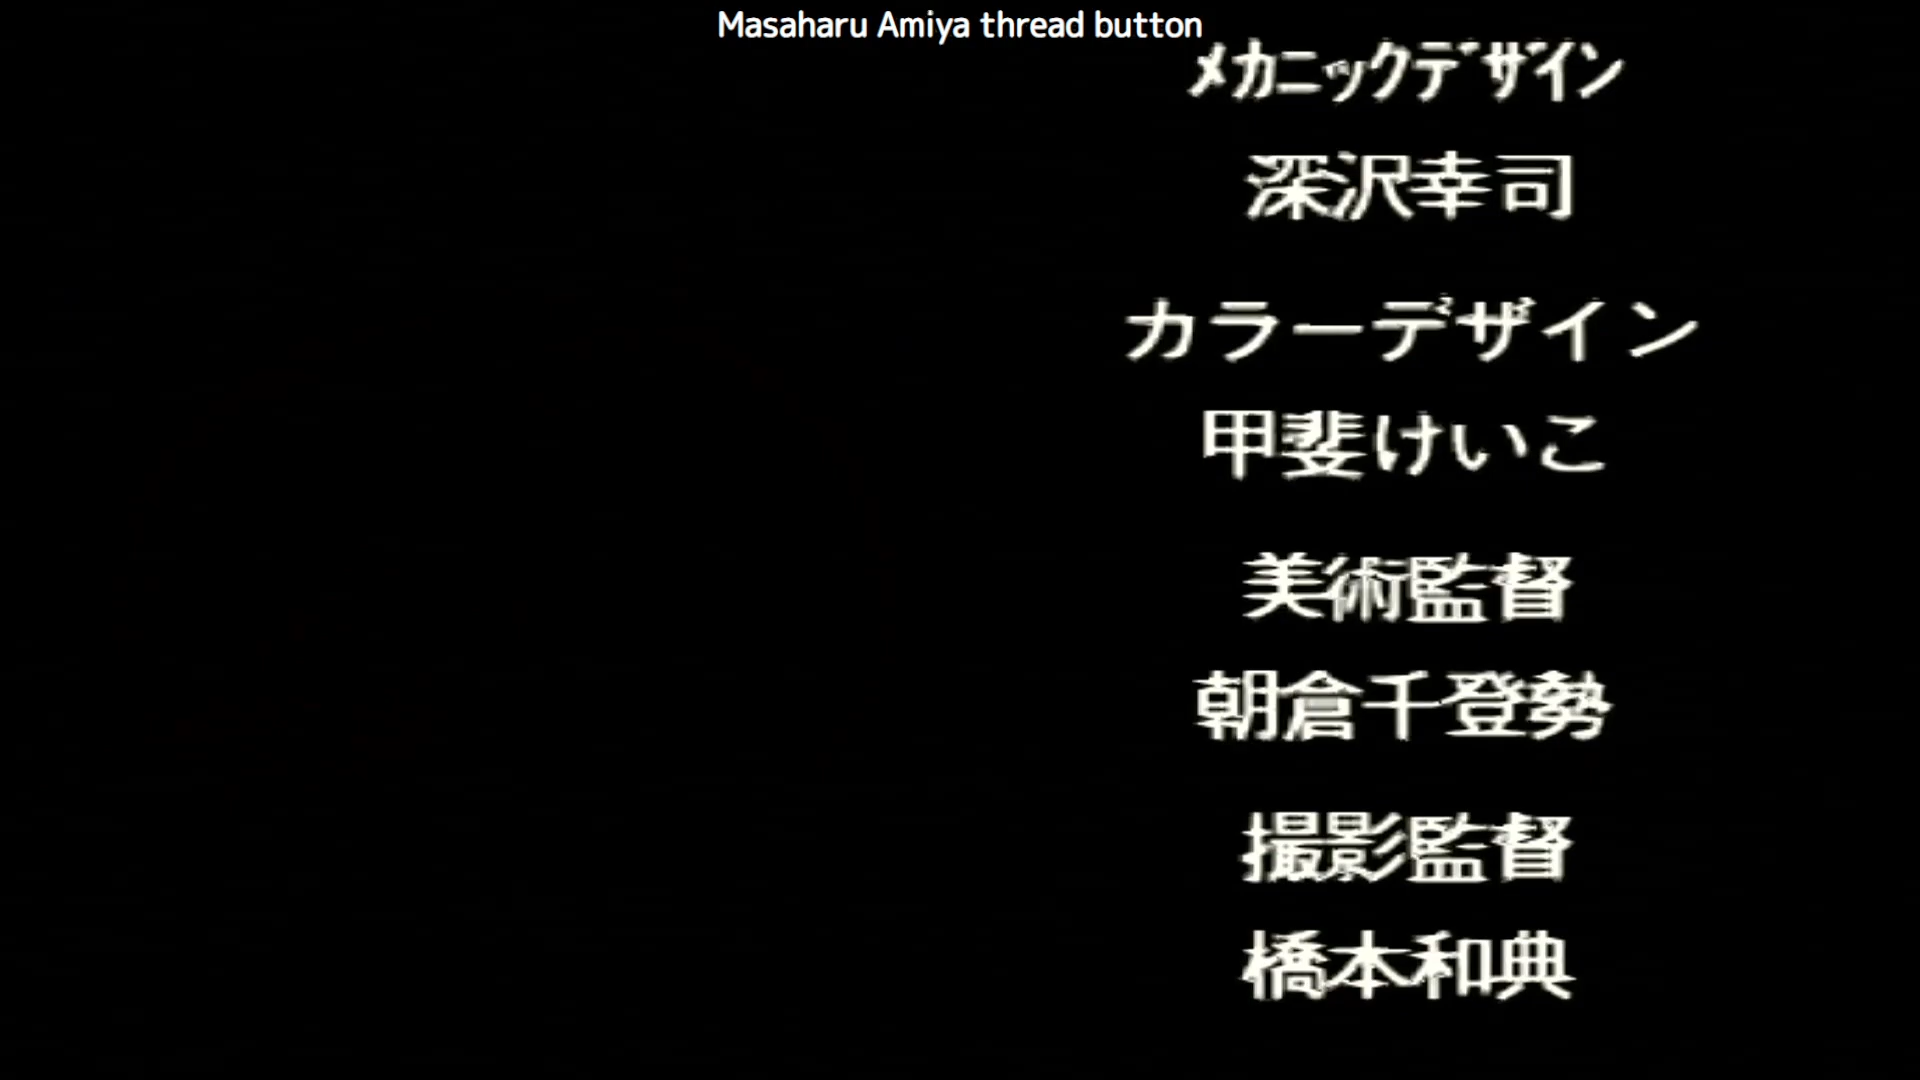 Masaharu Amiya thread button
ﾒｶﾆｯｸﾃﾞｻﾞｲﾝ
深沢幸司
カラーデザイン
甲斐けいこ
美術監督
朝倉千登勢
撮影監督
橋本和典